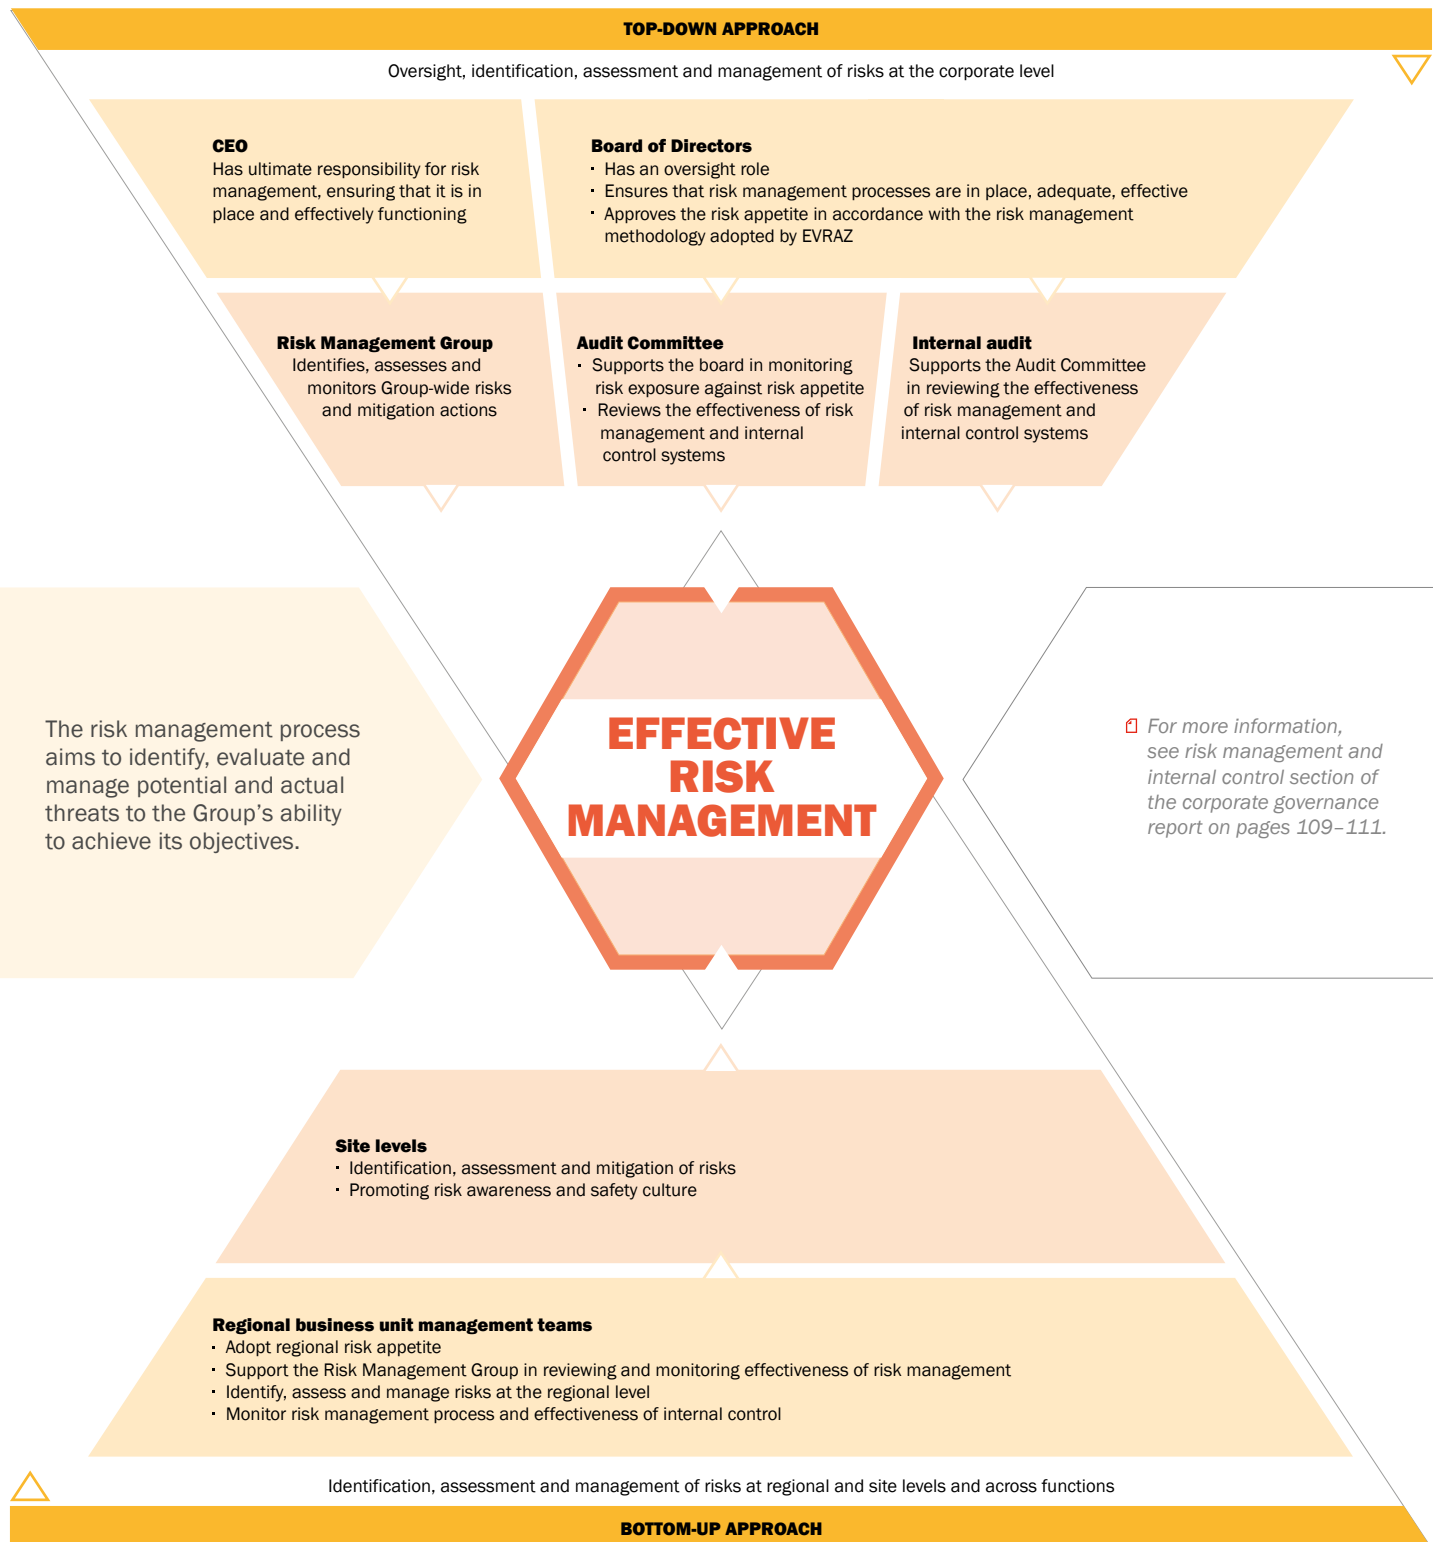 TOP-DOWN APPROACH
Oversight, identification, assessment and management of risks at the corporate level
CEO
Has ultimate responsibility for risk
management, ensuring that it is in
place and effectively functioning
Board of Directors
· Has an oversight role
· Ensures that risk management processes are in place, adequate, effective
· Approves the risk appetite in accordance with the risk management
methodology adopted by EVRAZ
Risk Management Group
Identifies, assesses and
monitors Group-wide risks
and mitigation actions
Audit Committee
· Supports the board in monitoring
risk exposure against risk appetite
· Reviews the effectiveness of risk
management and internal
control systems
Internal audit
Supports the Audit Committee
in reviewing the effectiveness
of risk management and
internal control systems
The risk management process
aims to identify, evaluate and
manage potential and actual
threats to the Group’s ability
to achieve its objectives.
EFFECTIVE
RISK
MANAGEMENT
For more information,
see risk management and
internal control section of
the corporate governance
report on pages 109–111.
Site levels
· Identification, assessment and mitigation of risks
· Promoting risk awareness and safety culture
Regional business unit management teams
· Adopt regional risk appetite
· Support the Risk Management Group in reviewing and monitoring effectiveness of risk management
· Identify, assess and manage risks at the regional level
· Monitor risk management process and effectiveness of internal control
Identification, assessment and management of risks at regional and site levels and across functions
BOTTOM-UP APPROACH